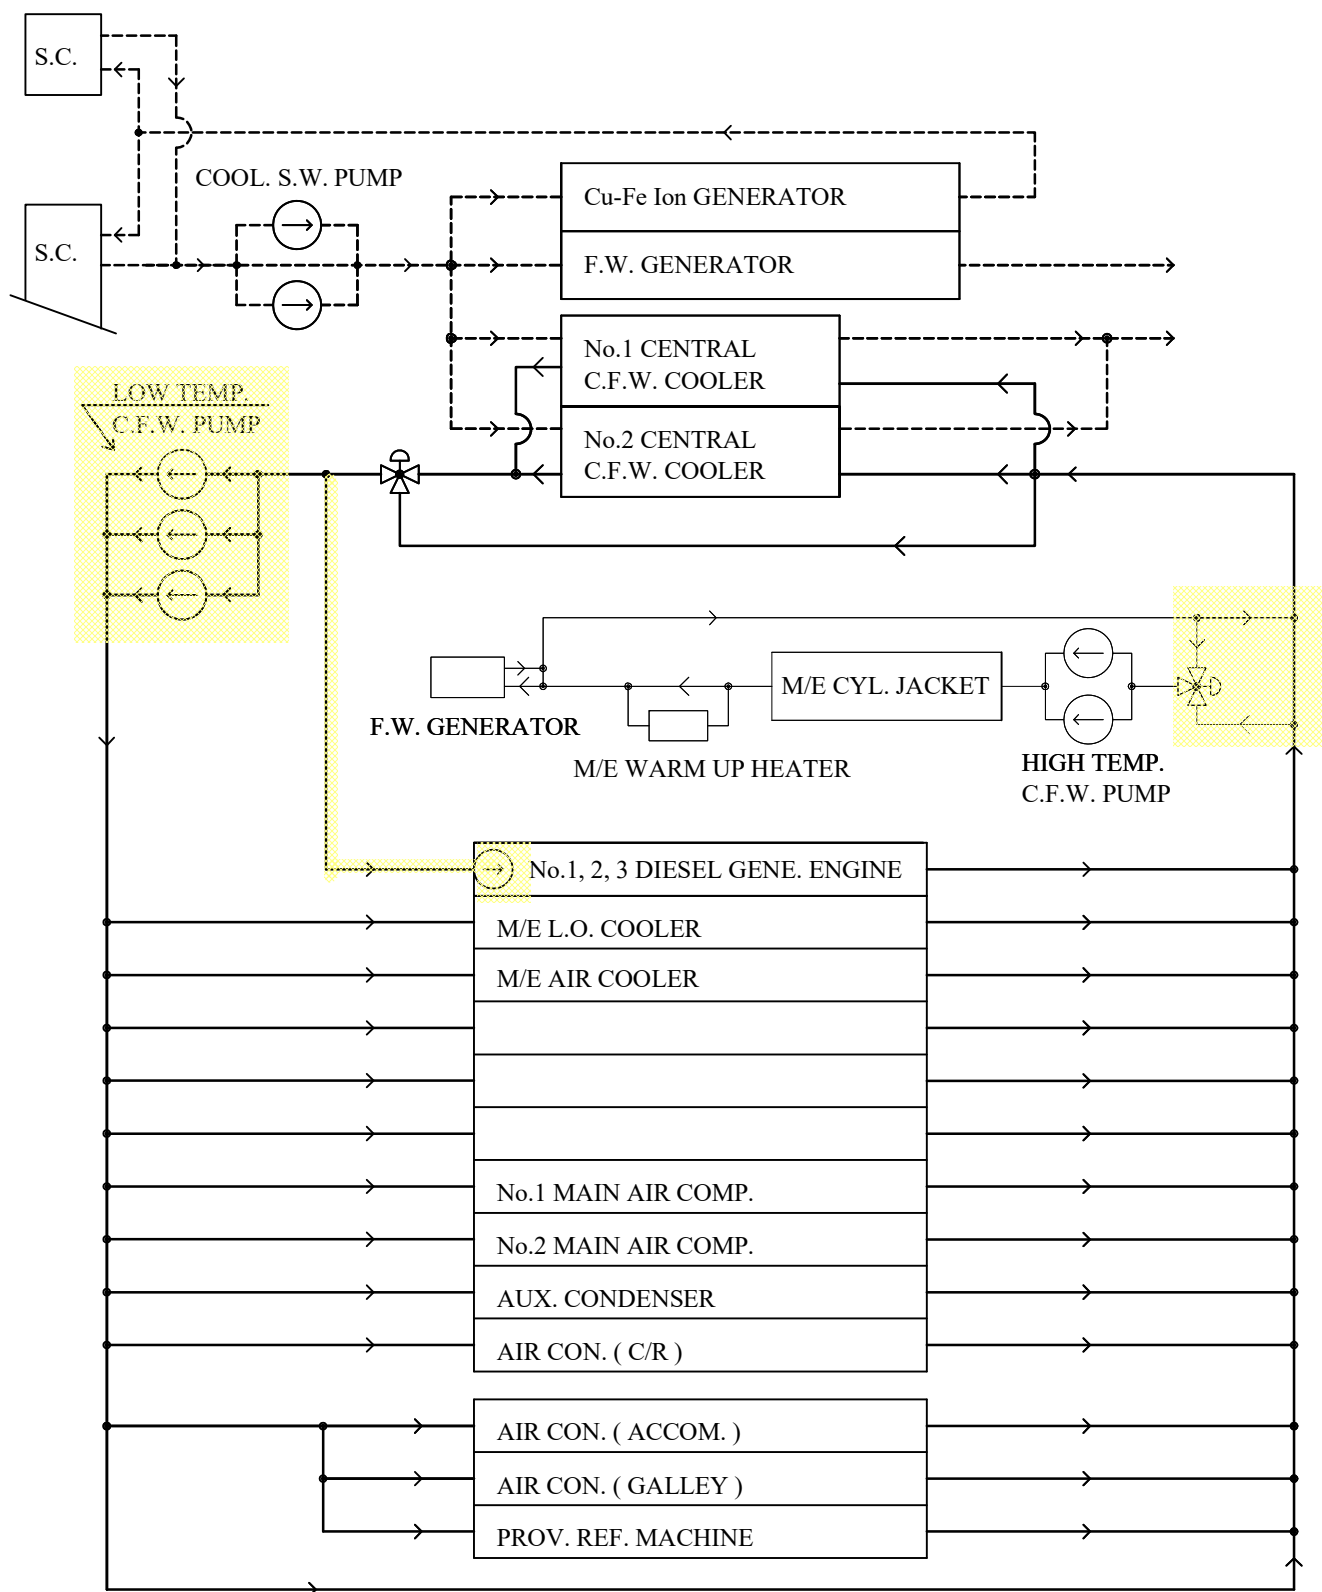 S.C.
COOL. S.W. PUMP
Cu-Fe Ion GENERATOR
S.C.
F.W. GENERATOR
No.1 CENTRAL
C.F.W. COOLER
LOW TEMP.
C.F.W. PUMP
No.2 CENTRAL
C.F.W. COOLER
M/E CYL. JACKET
F.W. GENERATOR
M/E WARM UP HEATER
HIGH TEMP.
C.F.W. PUMP
No.1, 2, 3 DIESEL GENE. ENGINE
M/E L.O. COOLER
M/E AIR COOLER
No.1 MAIN AIR COMP.
No.2 MAIN AIR COMP.
AUX. CONDENSER
AIR CON. ( C/R )
AIR CON. ( ACCOM. )
AIR CON. ( GALLEY )
PROV. REF. MACHINE